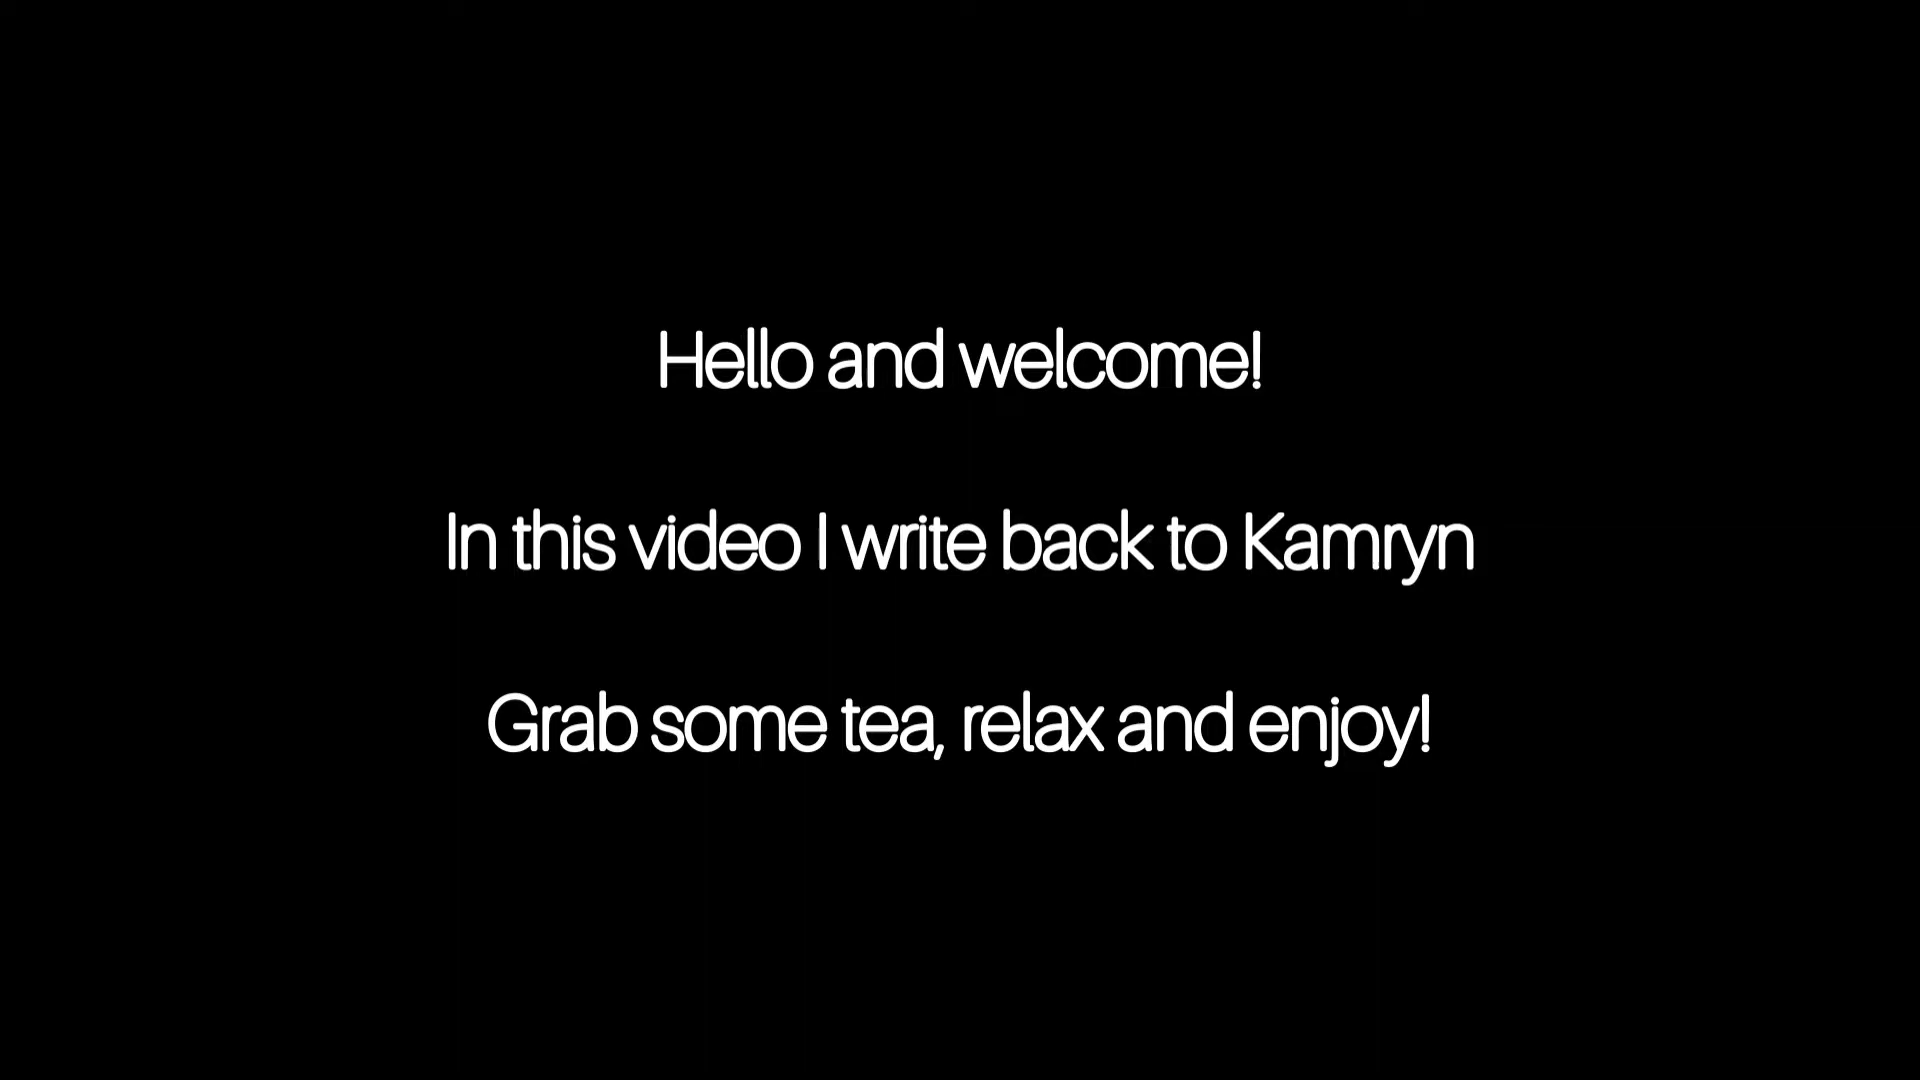 Hello and welcome!
In this video I write back to Kamryn
Grab some tea, relax and enjoy!